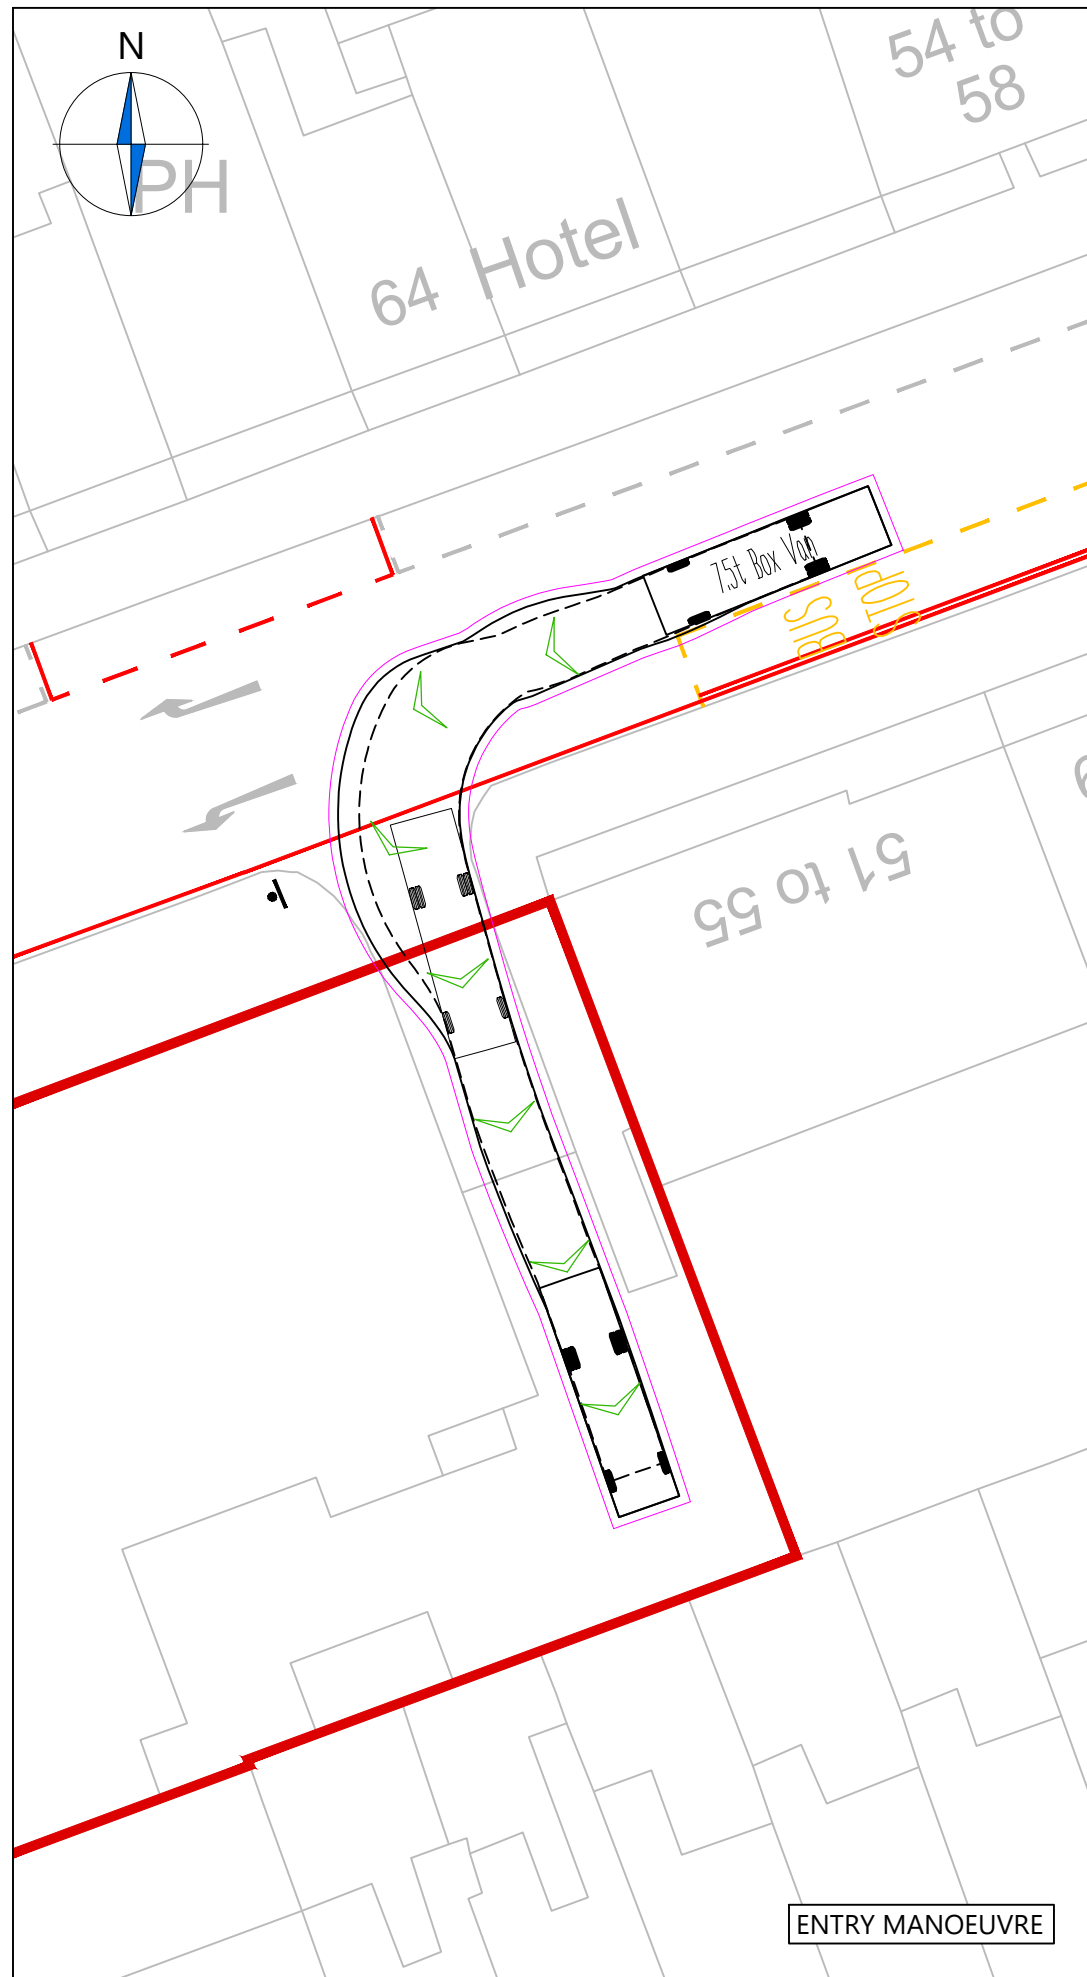 N
54 to
58
PH
64 Hotel
7.5t Box Van
BUS
STOP
51 to 55
ENTRY MANOEUVRE